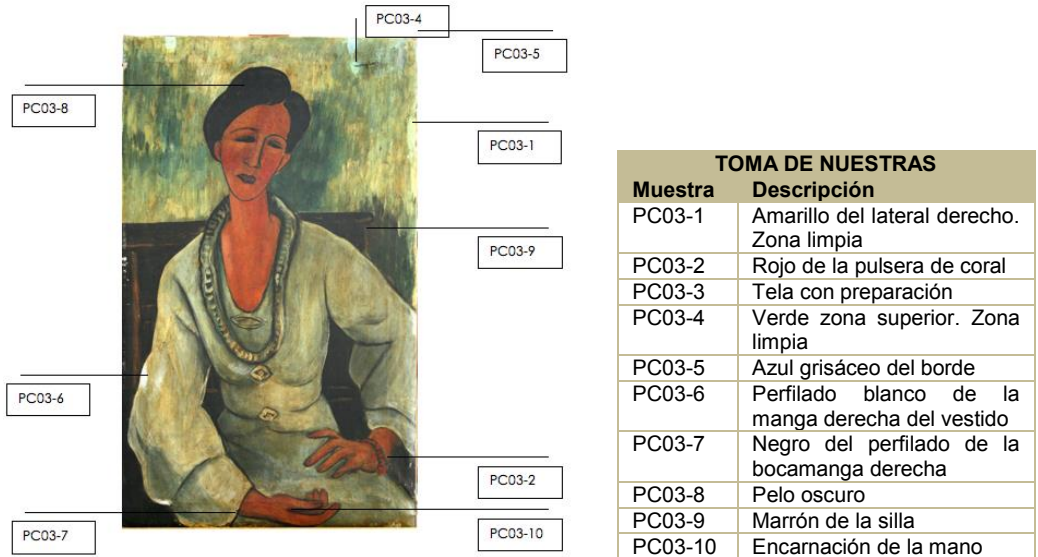 PC03-4
PC03-5
PC03-8
PC03-1
PC03-9
PC03-6
PC03-2
PC03-7
PC03-10
TOMA DE NUESTRAS
Muestra Descripción
PC03-1 Amarillo del lateral derecho.
Zona limpia
PC03-2 Rojo de la pulsera de coral
PC03-3 Tela con preparación
PC03-4 Verde zona superior. Zona
limpia
PC03-5 Azul grisáceo del borde
PC03-6 Perfilado blanco de la
manga derecha del vestido
PC03-7 Negro del perfilado de la
bocamanga derecha
PC03-8 Pelo oscuro
PC03-9 Marrón de la silla
PC03-10 Encarnación de la mano